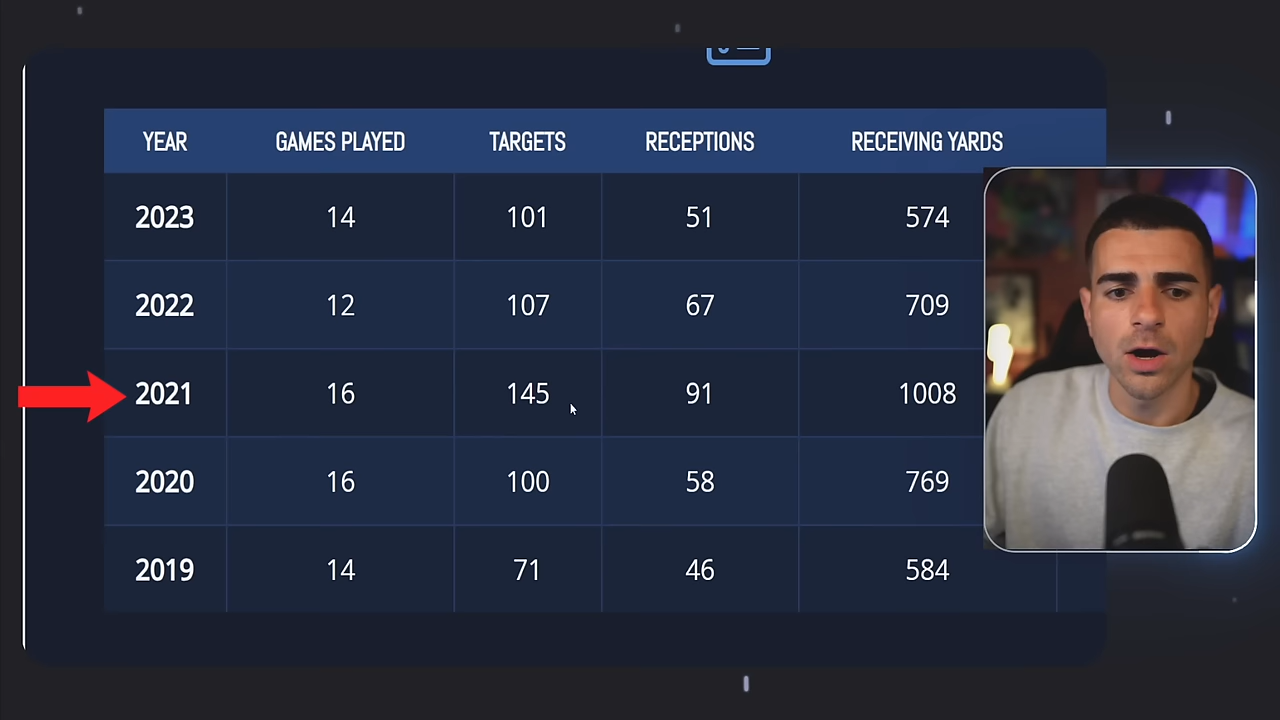 YEAR GAMES PLAYED TARGETS RECEPTIONS RECEIVING YARDS
2023 14 101 51 574
2022 12 107 67 709
2021 16 145 91 1008
2020 16 100 58 769
2019 14 71 46 584